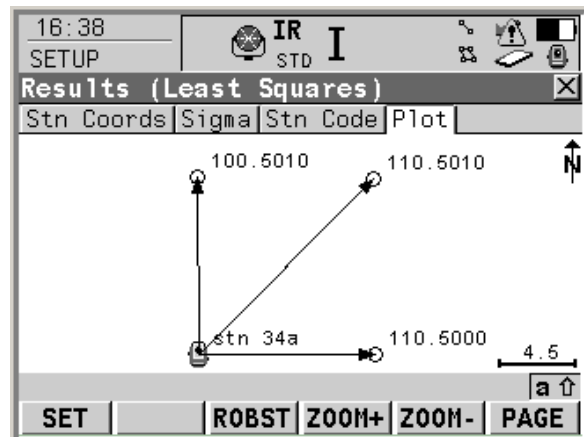 16:38
SETUP
IR
STD
I
Results (Least Squares)
Stn Coords Sigma Stn Code Plot
100.5010 110.5010 N
stn 34a 110.5000
4.5
a
SET ROBST ZOOM+ ZOOM- PAGE